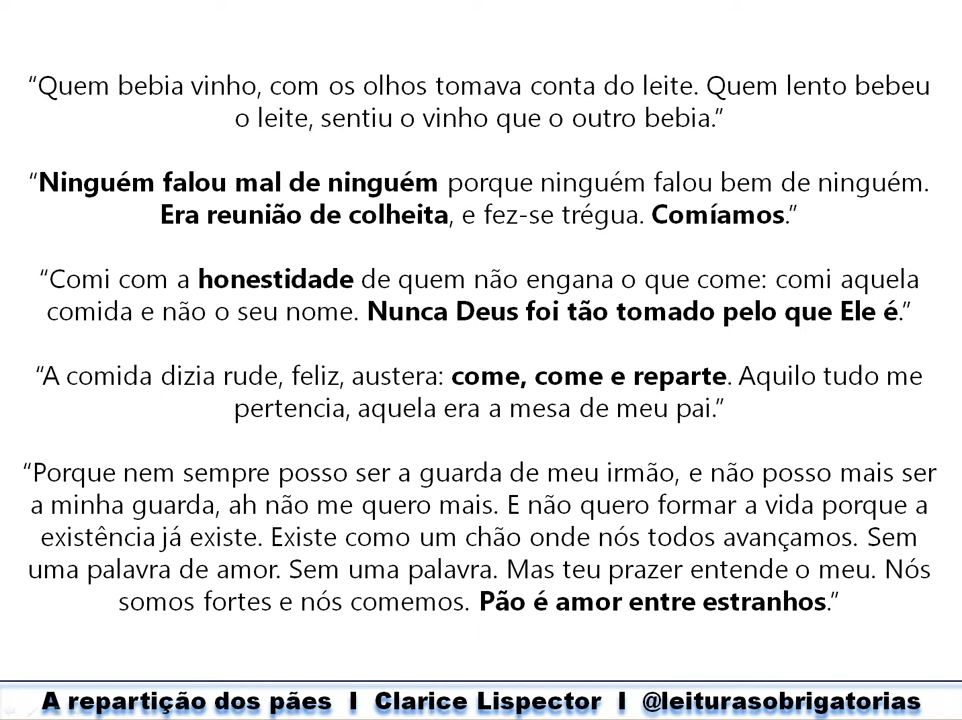 “Quem bebia vinho, com os olhos tomava conta do leite. Quem lento bebeu
o leite, sentiu o vinho que o outro bebia.”
“Ninguém falou mal de ninguém porque ninguém falou bem de ninguém.
Era reunião de colheita, e fez-se trégua. Comíamos.”
“Comi com a honestidade de quem não engana o que come: comi aquela
comida e não o seu nome. Nunca Deus foi tão tomado pelo que Ele é.”
“A comida dizia rude, feliz, austera: come, come e reparte. Aquilo tudo me
pertencia, aquela era a mesa de meu pai.”
“Porque nem sempre posso ser a guarda de meu irmão, e não posso mais ser
a minha guarda, ah não me quero mais. E não quero formar a vida porque a
existência já existe. Existe como um chão onde nós todos avançamos. Sem
uma palavra de amor. Sem uma palavra. Mas teu prazer entende o meu. Nós
somos fortes e nós comemos. Pão é amor entre estranhos.”
A repartição dos pães I Clarice Lispector I @leiturasobrigatorias